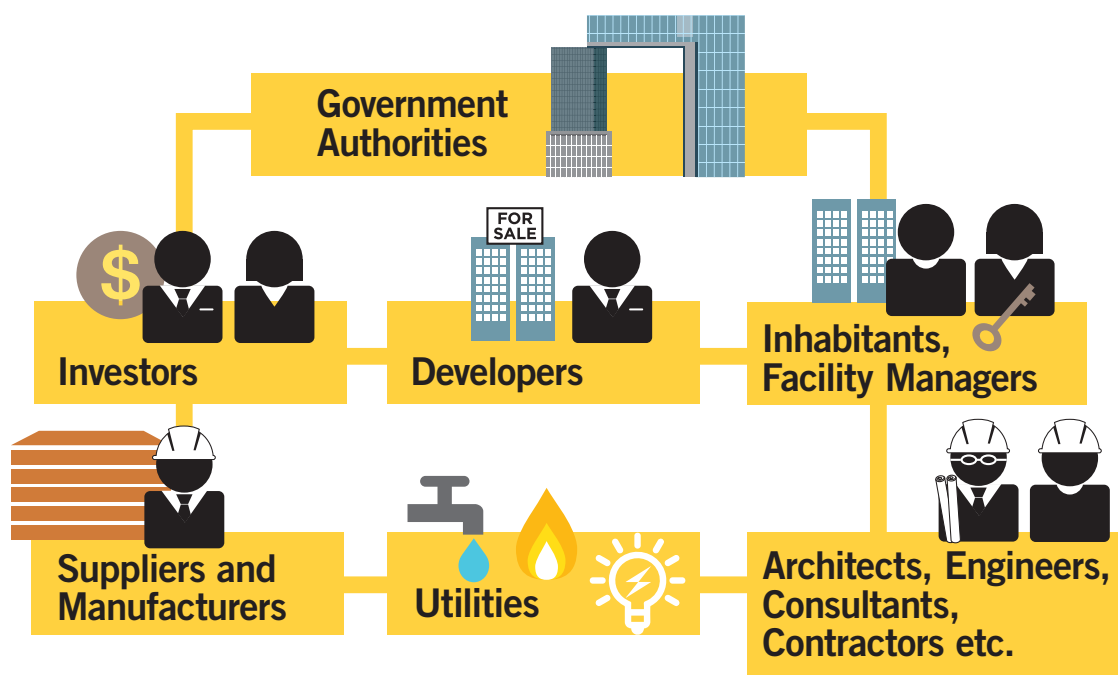 Government
Authorities
FOR
SALE
$
Investors
Developers
Inhabitants,
Facility Managers
Suppliers and
Manufacturers
Utilities
Architects, Engineers,
Consultants,
Contractors etc.